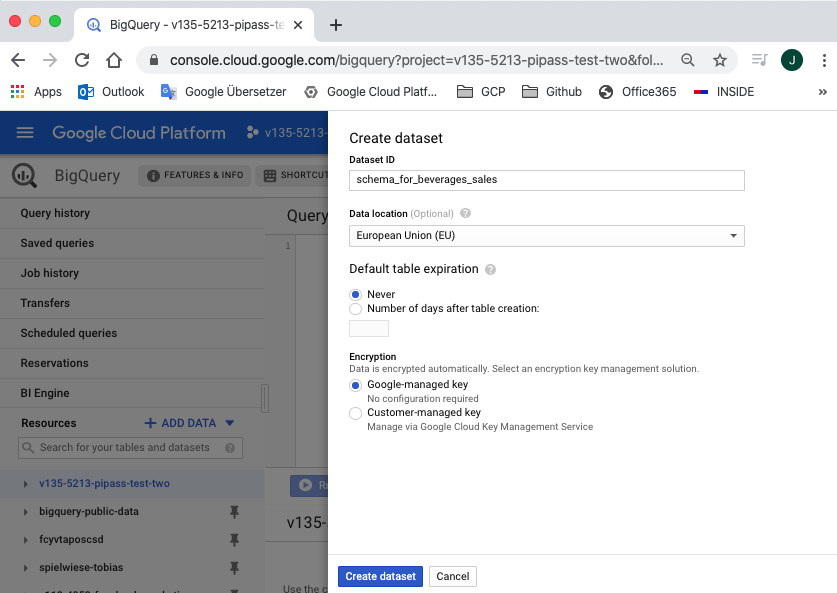 BigQuery - v135-5213-pipass-te
console.cloud.google.com/bigquery?project=v135-5213-pipass-test-two&fol...
J
Apps
Outlook
Google Übersetzer
Google Cloud Platf...
GCP
Github
Office365
INSIDE
»
Google Cloud Platform
v135-5213-
BigQuery
FEATURES & INFO
SHORTCUT
Query history
Saved queries
Job history
Transfers
Scheduled queries
Reservations
BI Engine
Resources
ADD DATA
Search for your tables and datasets
v135-5213-pipass-test-two
bigquery-public-data
fcyvtaposcsd
spielwiese-tobias
Query
1
v135-
Use the c
Create dataset
Dataset ID
schema_for_beverages_sales
Data location (Optional)
European Union (EU)
Default table expiration
Never
Number of days after table creation:
Encryption
Data is encrypted automatically. Select an encryption key management solution.
Google-managed key
No configuration required
Customer-managed key
Manage via Google Cloud Key Management Service
Create dataset
Cancel